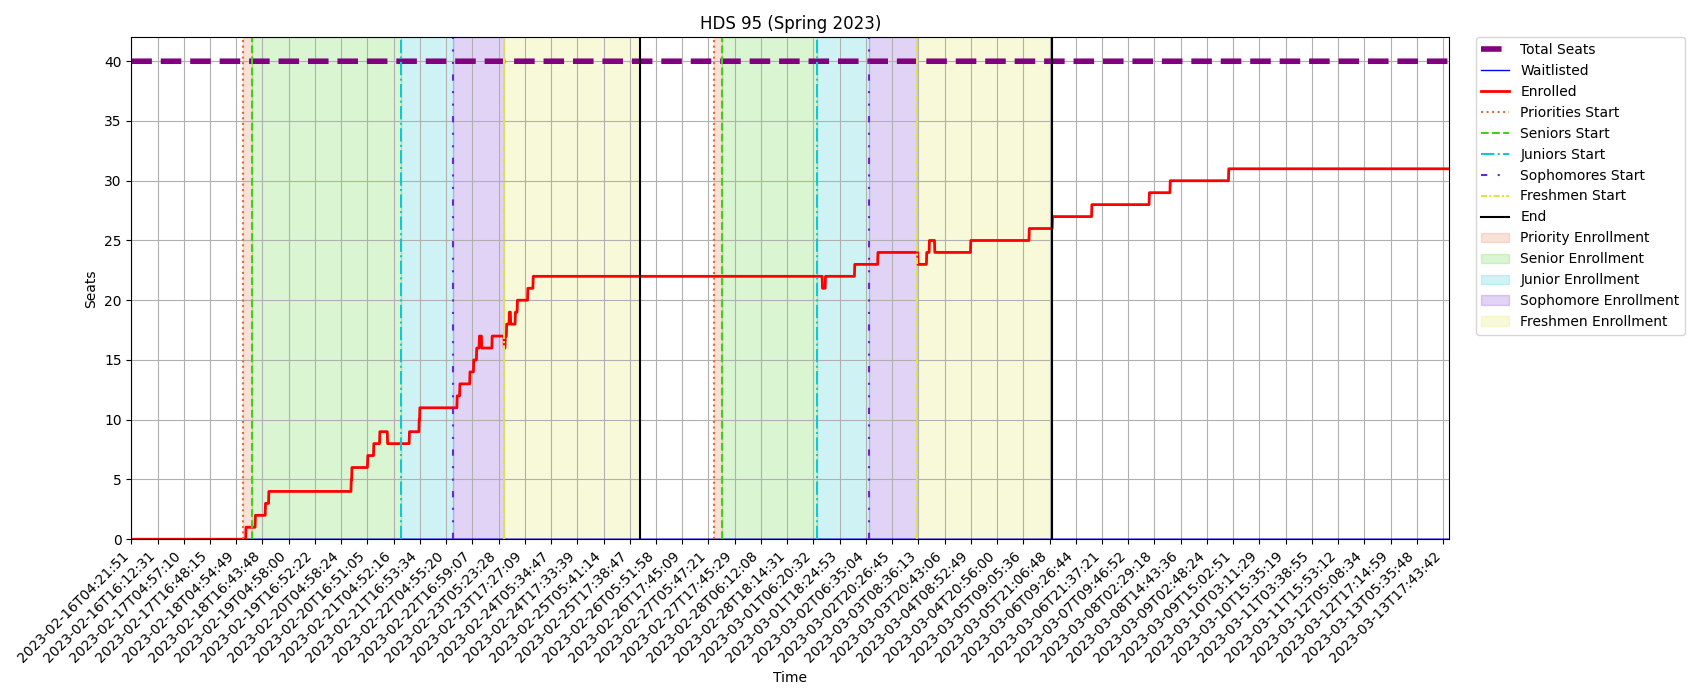 HDS 95 (Spring 2023)
Seats
40
35
30
25
20
15
10
5
0
2023-02-16T04:21:51
2023-02-16T16:12:31
2023-02-17T04:57:10
2023-02-17T16:48:15
2023-02-18T04:54:49
2023-02-18T16:43:48
2023-02-19T04:58:00
2023-02-19T16:52:22
2023-02-20T04:58:24
2023-02-20T16:51:05
2023-02-21T04:52:16
2023-02-21T16:53:34
2023-02-22T04:55:20
2023-02-22T16:59:07
2023-02-23T05:23:28
2023-02-23T17:27:09
2023-02-24T05:34:47
2023-02-24T17:33:39
2023-02-25T05:41:14
2023-02-25T17:38:47
2023-02-26T05:51:58
2023-02-26T17:45:09
2023-02-27T05:47:21
2023-02-27T17:45:29
2023-02-28T06:12:08
2023-02-28T18:14:31
2023-03-01T06:20:32
2023-03-01T18:24:53
2023-03-02T06:35:04
2023-03-02T20:26:45
2023-03-03T08:36:13
2023-03-03T20:43:06
2023-03-04T08:52:49
2023-03-04T20:56:00
2023-03-05T09:05:36
2023-03-05T21:06:48
2023-03-06T09:26:44
2023-03-06T21:37:21
2023-03-07T09:46:52
2023-03-08T02:29:18
2023-03-08T14:43:36
2023-03-09T02:48:24
2023-03-09T15:02:51
2023-03-10T03:11:29
2023-03-10T15:35:19
2023-03-11T03:38:55
2023-03-11T15:53:12
2023-03-12T05:08:34
2023-03-12T17:14:59
2023-03-13T05:35:48
2023-03-13T17:43:42
Time
Total Seats
Waitlisted
Enrolled
Priorities Start
Seniors Start
Juniors Start
Sophomores Start
Freshmen Start
End
Priority Enrollment
Senior Enrollment
Junior Enrollment
Sophomore Enrollment
Freshmen Enrollment